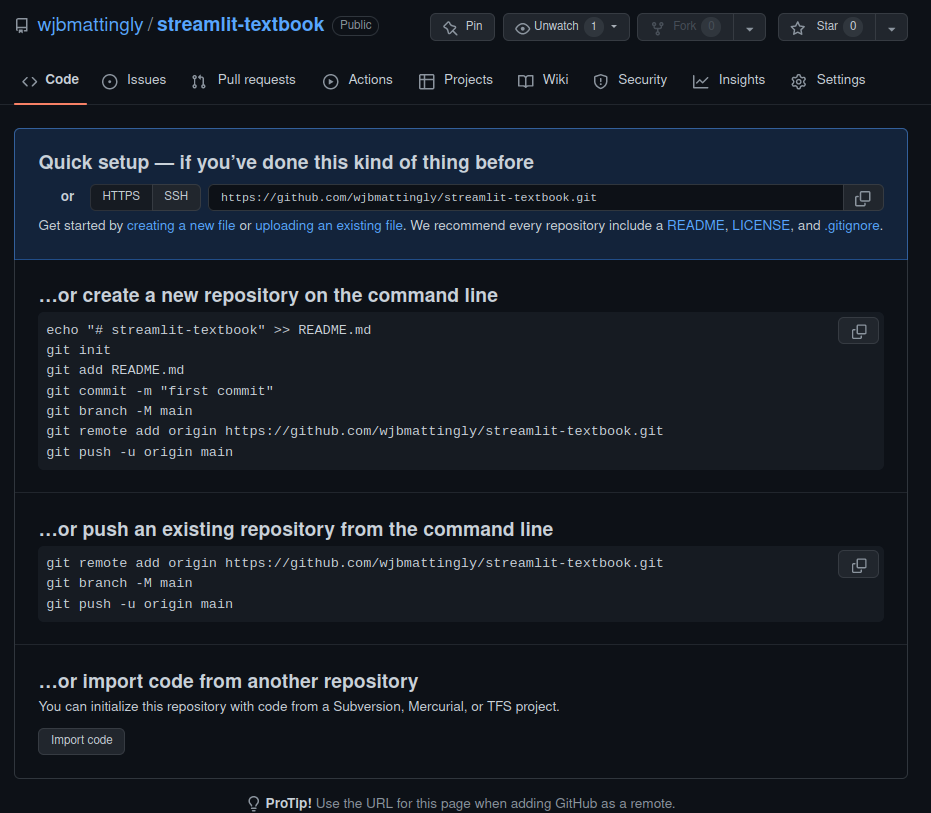 wjbmattingly / streamlit-textbook Public Pin Unwatch 1 Fork 0 Star 0
Code Issues Pull requests Actions Projects Wiki Security Insights Settings
Quick setup — if you’ve done this kind of thing before
or HTTPS SSH https://github.com/wjbmattingly/streamlit-textbook.git
Get started by creating a new file or uploading an existing file. We recommend every repository include a README, LICENSE, and .gitignore.
…or create a new repository on the command line
echo "# streamlit-textbook" >> README.md
git init
git add README.md
git commit -m "first commit"
git branch -M main
git remote add origin https://github.com/wjbmattingly/streamlit-textbook.git
git push -u origin main
…or push an existing repository from the command line
git remote add origin https://github.com/wjbmattingly/streamlit-textbook.git
git branch -M main
git push -u origin main
…or import code from another repository
You can initialize this repository with code from a Subversion, Mercurial, or TFS project.
Import code
ProTip! Use the URL for this page when adding GitHub as a remote.